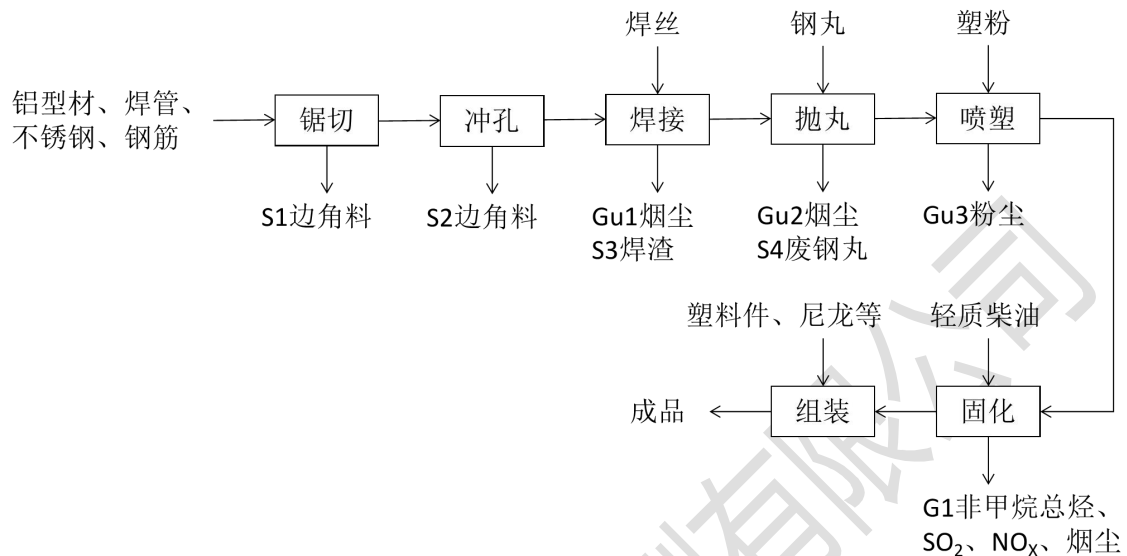 焊丝
钢丸
塑粉
铝型材、焊管、
不锈钢、钢筋
锯切
冲孔
焊接
抛丸
喷塑
S1边角料
S2边角料
Gu1烟尘
S3焊渣
Gu2烟尘
S4废钢丸
Gu3粉尘
塑料件、尼龙等
轻质柴油
成品
组装
固化
G1非甲烷总烃、
SO₂、NOₓ、烟尘
有限公司